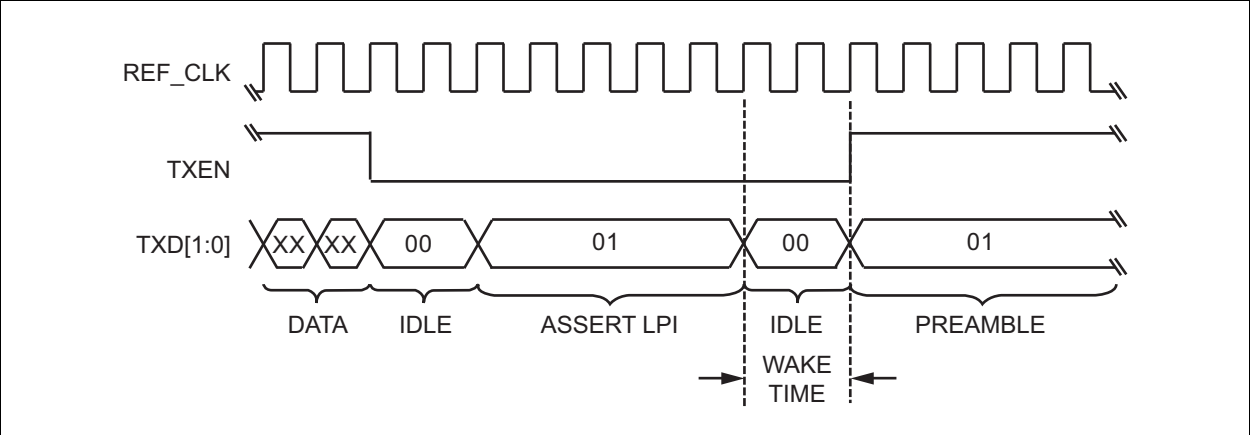 REF_CLK
TXEN
TXD[1:0]
XX XX 00 01 00 01
DATA IDLE ASSERT LPI IDLE PREAMBLE
WAKE
TIME